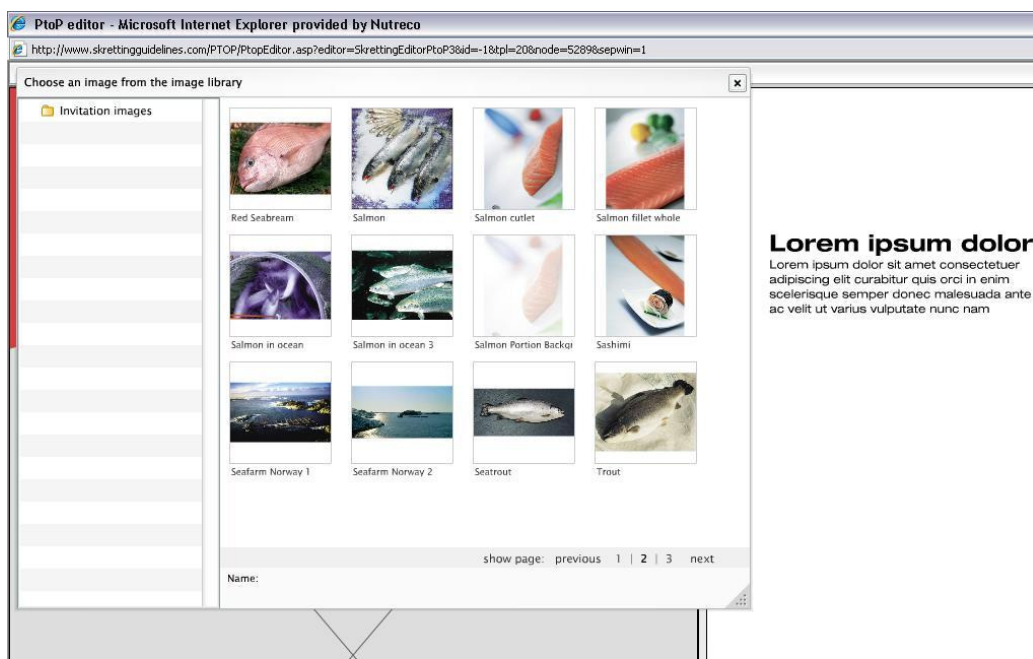 PtoP editor - Microsoft Internet Explorer provided by Nutreco
http://www.skrettingguidelines.com/PTOP/PtopEditor.asp?editor=SkrettingEditorPtoP3&id=-1&tpl=20&node=5289&sepwin=1
Choose an image from the image library
Invitation images
Red Seabream
Salmon
Salmon cutlet
Salmon fillet whole
Salmon in ocean
Salmon in ocean 3
Salmon Portion Backgr
Sashimi
Seafarm Norway 1
Seafarm Norway 2
Seatrout
Trout
show page: previous 1 | 2 | 3 next
Name:
Lorem ipsum dolor
Lorem ipsum dolor sit amet consectetuer
adipiscing elit curabitur quis orci in enim
scelerisque semper donec malesuada ante
ac velit ut varius vulputate nunc nam